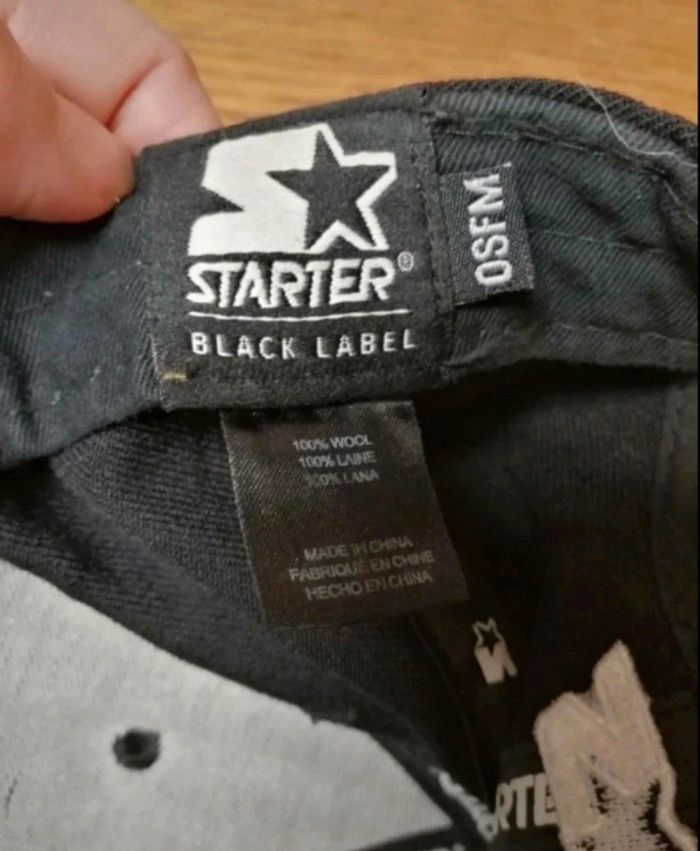 STARTER®
BLACK LABEL
OSFM
100% WOOL
100% LAINE
100% LANA
MADE IN CHINA
FABRIQUÉ EN CHINE
HECHO EN CHINA